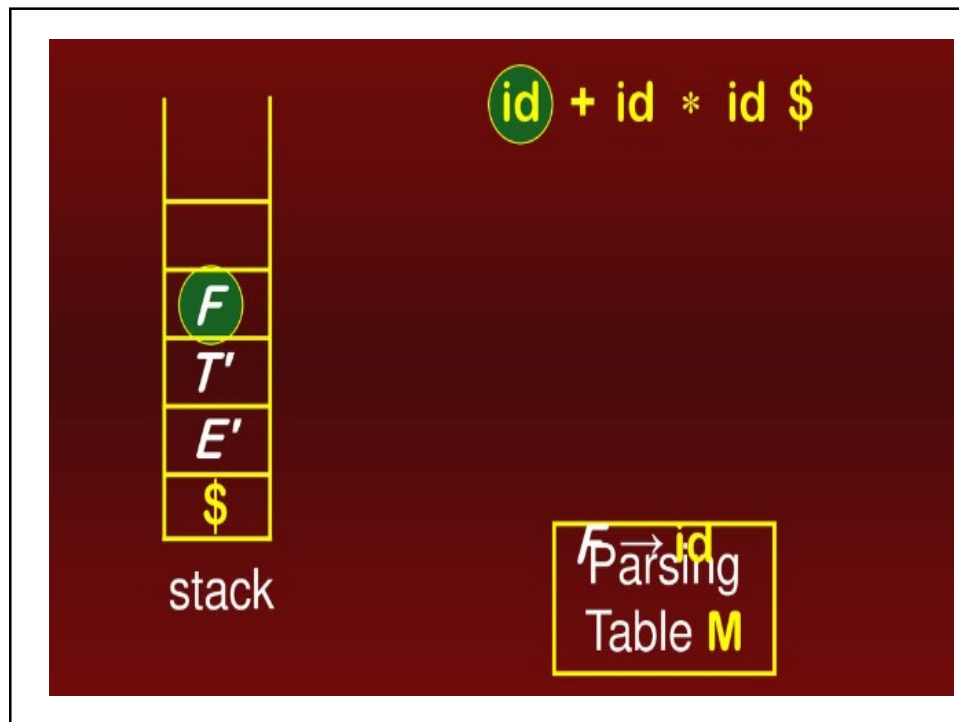 id + id * id $
F
T'
E'
$
stack
F → id
Parsing
Table M